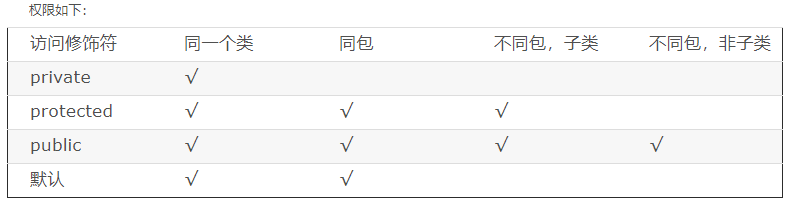 权限如下：
访问修饰符 同一个类 同包 不同包，子类 不同包，非子类
private √
protected √ √ √
public √ √ √ √
默认 √ √